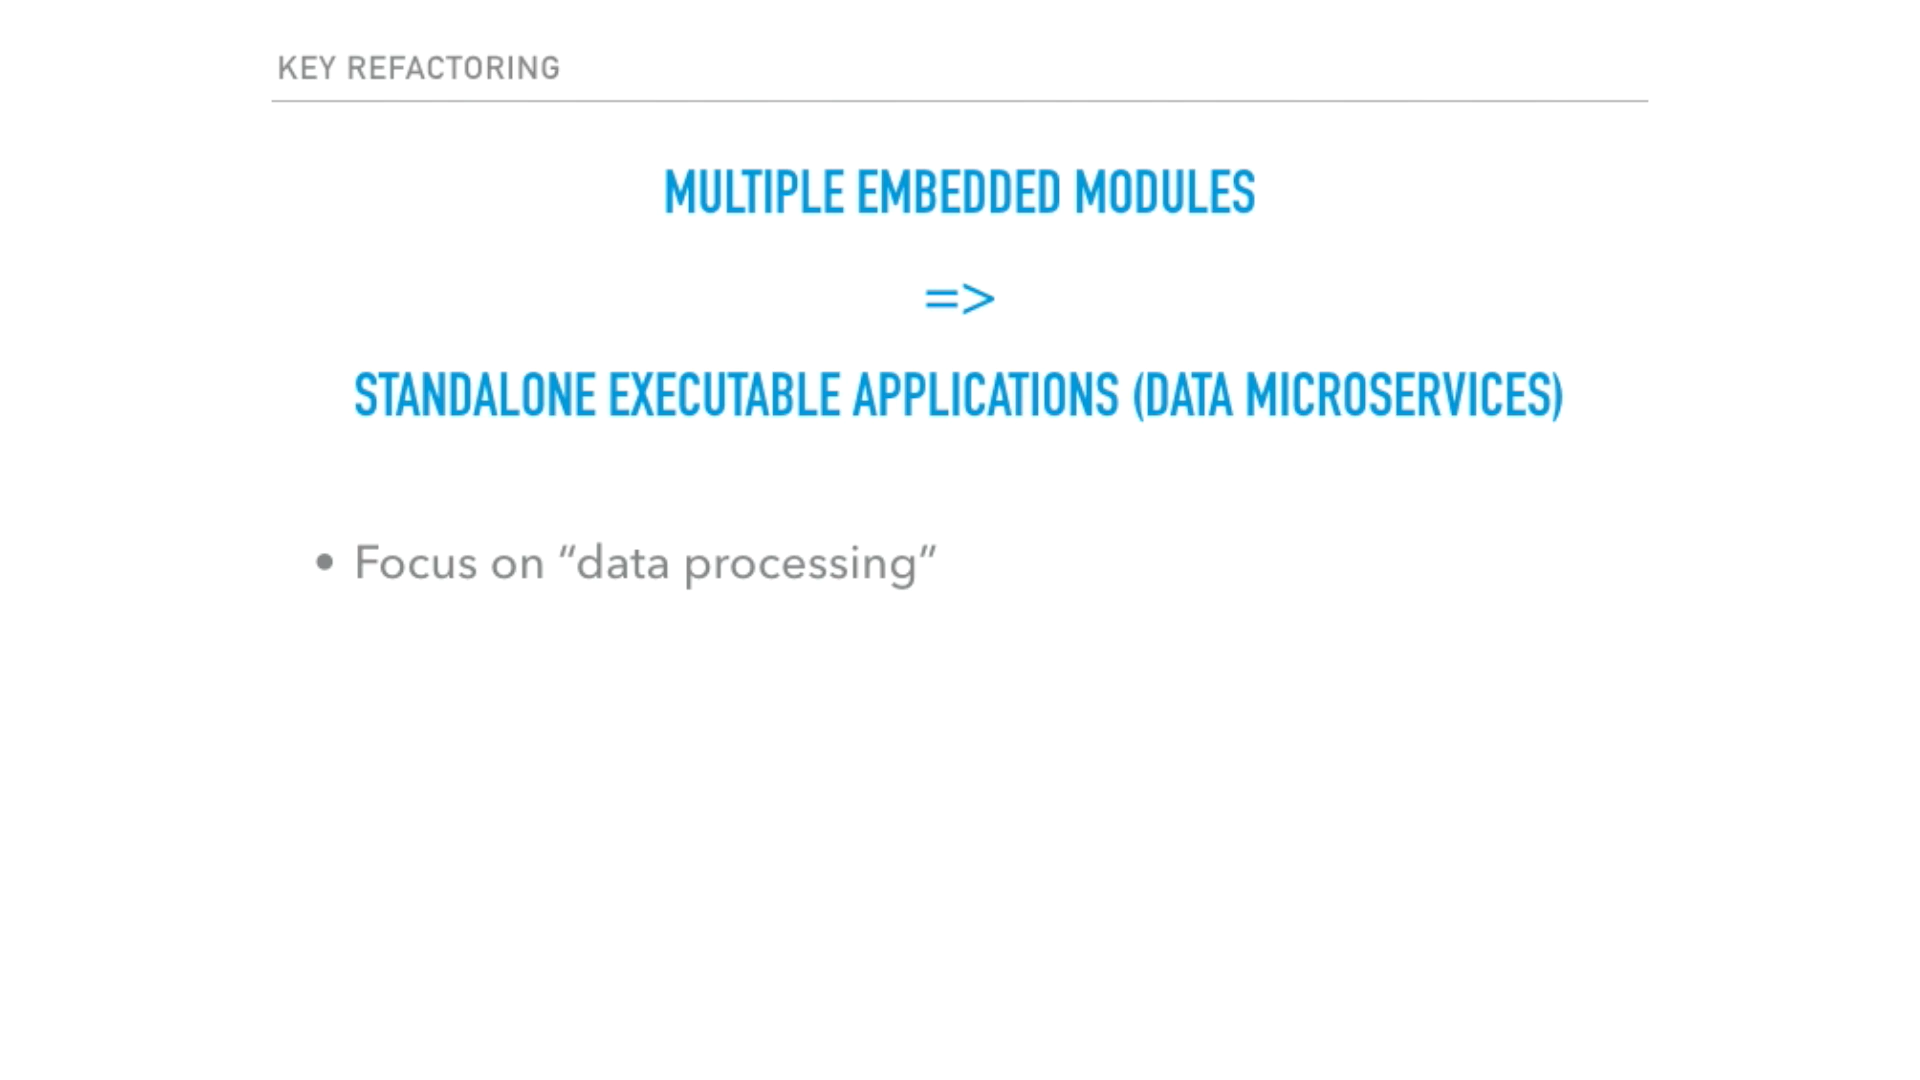 KEY REFACTORING
MULTIPLE EMBEDDED MODULES
=>
STANDALONE EXECUTABLE APPLICATIONS (DATA MICROSERVICES)
• Focus on “data processing”